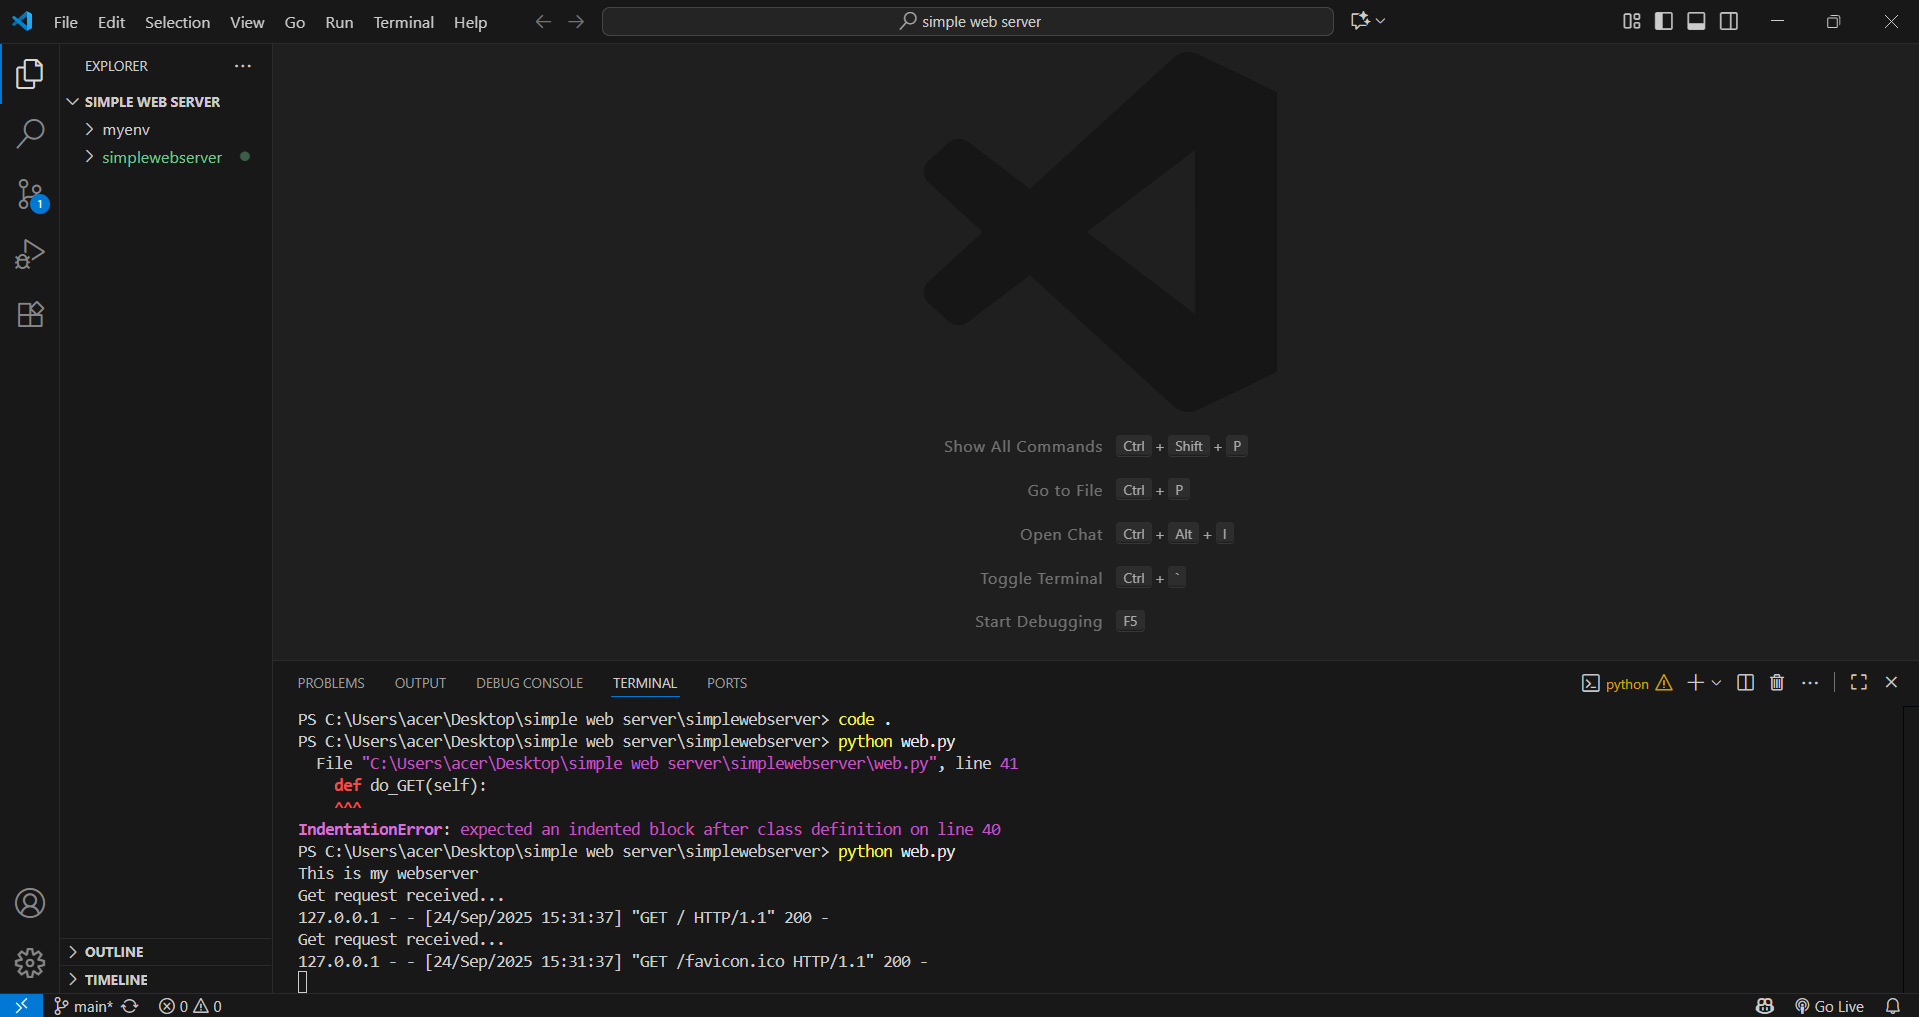 File Edit Selection View Go Run Terminal Help
simple web server
EXPLORER
SIMPLE WEB SERVER
myenv
simplewebserver
1
Show All Commands Ctrl + Shift + P
Go to File Ctrl + P
Open Chat Ctrl + Alt + I
Toggle Terminal Ctrl + `
Start Debugging F5
PROBLEMS OUTPUT DEBUG CONSOLE TERMINAL PORTS
python
PS C:\Users\acer\Desktop\simple web server\simplewebserver> code .
PS C:\Users\acer\Desktop\simple web server\simplewebserver> python web.py
File "C:\Users\acer\Desktop\simple web server\simplewebserver\web.py", line 41
def do_GET(self):
^^^
IndentationError: expected an indented block after class definition on line 40
PS C:\Users\acer\Desktop\simple web server\simplewebserver> python web.py
This is my webserver
Get request received...
127.0.0.1 - - [24/Sep/2025 15:31:37] "GET / HTTP/1.1" 200 -
Get request received...
127.0.0.1 - - [24/Sep/2025 15:31:37] "GET /favicon.ico HTTP/1.1" 200 -
OUTLINE
TIMELINE
main* 0 0
Go Live